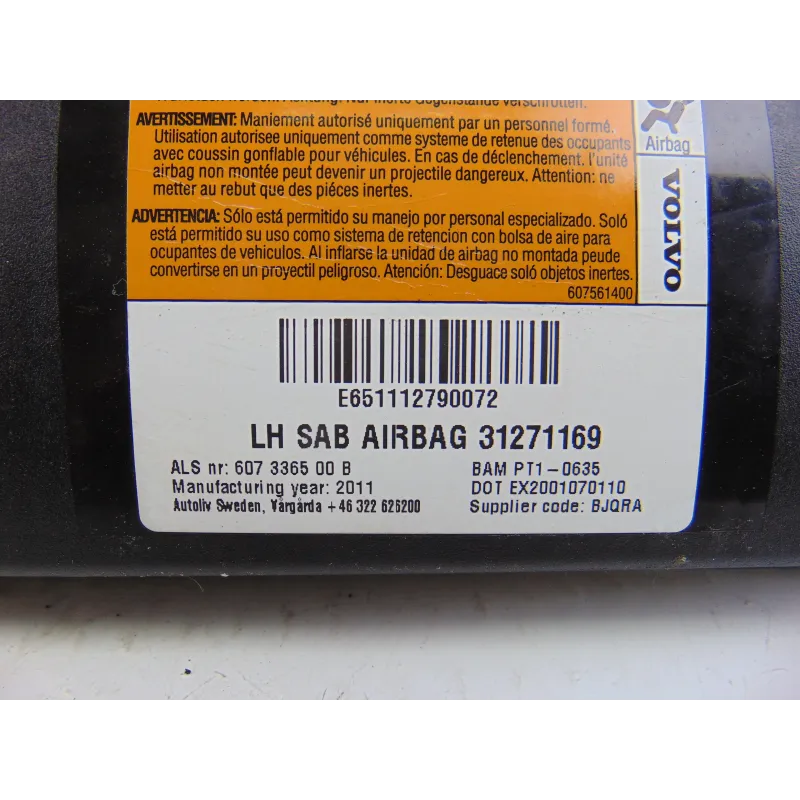 Nur inerte Gegenstände verschrotten.
AVERTISSEMENT: Maniement autorisé uniquement par un personnel formé.
Utilisation autorisee uniquement comme systeme de retenue des occupants
avec coussin gonflable pour véhicules. En cas de déclenchement. l'unité
airbag non montée peut devenir un projectile dangereux. Attention: ne
metter au rebut que des piéces inertes.
ADVERTENCIA: Sólo está permitido su manejo por personal especializado. Soló
está permitido su uso como sistema de retencion con bolsa de aire para
ocupantes de vehiculos. Al inflarse la unidad de airbag no montada peude
convertirse en un proyectil peligroso. Atención: Desguace soló objetos inertes.
607561400
Airbag
VOLVO
E651112790072
LH SAB AIRBAG 31271169
ALS nr: 607 3365 00 B
BAM PT1-0635
Manufacturing year: 2011
DOT EX2001070110
Autoliv Sweden, Vårgårda +46 322 626200
Supplier code: BJQRA